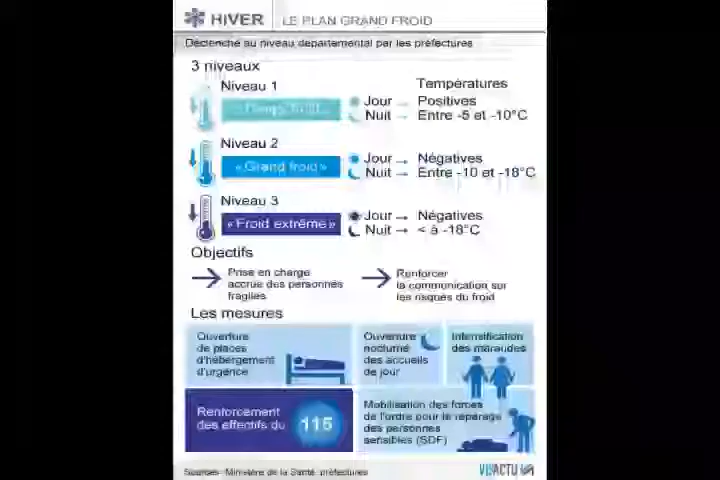 HIVER LE PLAN GRAND FROID
Déclenché au niveau départemental par les préfectures
3 niveaux
Températures
Niveau 1
« Temps froid »
Jour → Positives
Nuit → Entre -5 et -10°C
Niveau 2
« Grand froid »
Jour → Négatives
Nuit → Entre -10 et -18°C
Niveau 3
« Froid extrême »
Jour → Négatives
Nuit → < à -18°C
Objectifs
Prise en charge
accrue des personnes
fragiles
Renforcer
la communication sur
les risques du froid
Les mesures
Ouverture
de places
d'hébergement
d'urgence
Ouverture
nocturne
des accueils
de jour
Intensification
des maraudes
Renforcement
des effectifs du 115
Mobilisation des forces
de l'ordre pour le repérage
des personnes
sensibles (SDF)
Sources : Ministère de la Santé, préfectures
VISACTU